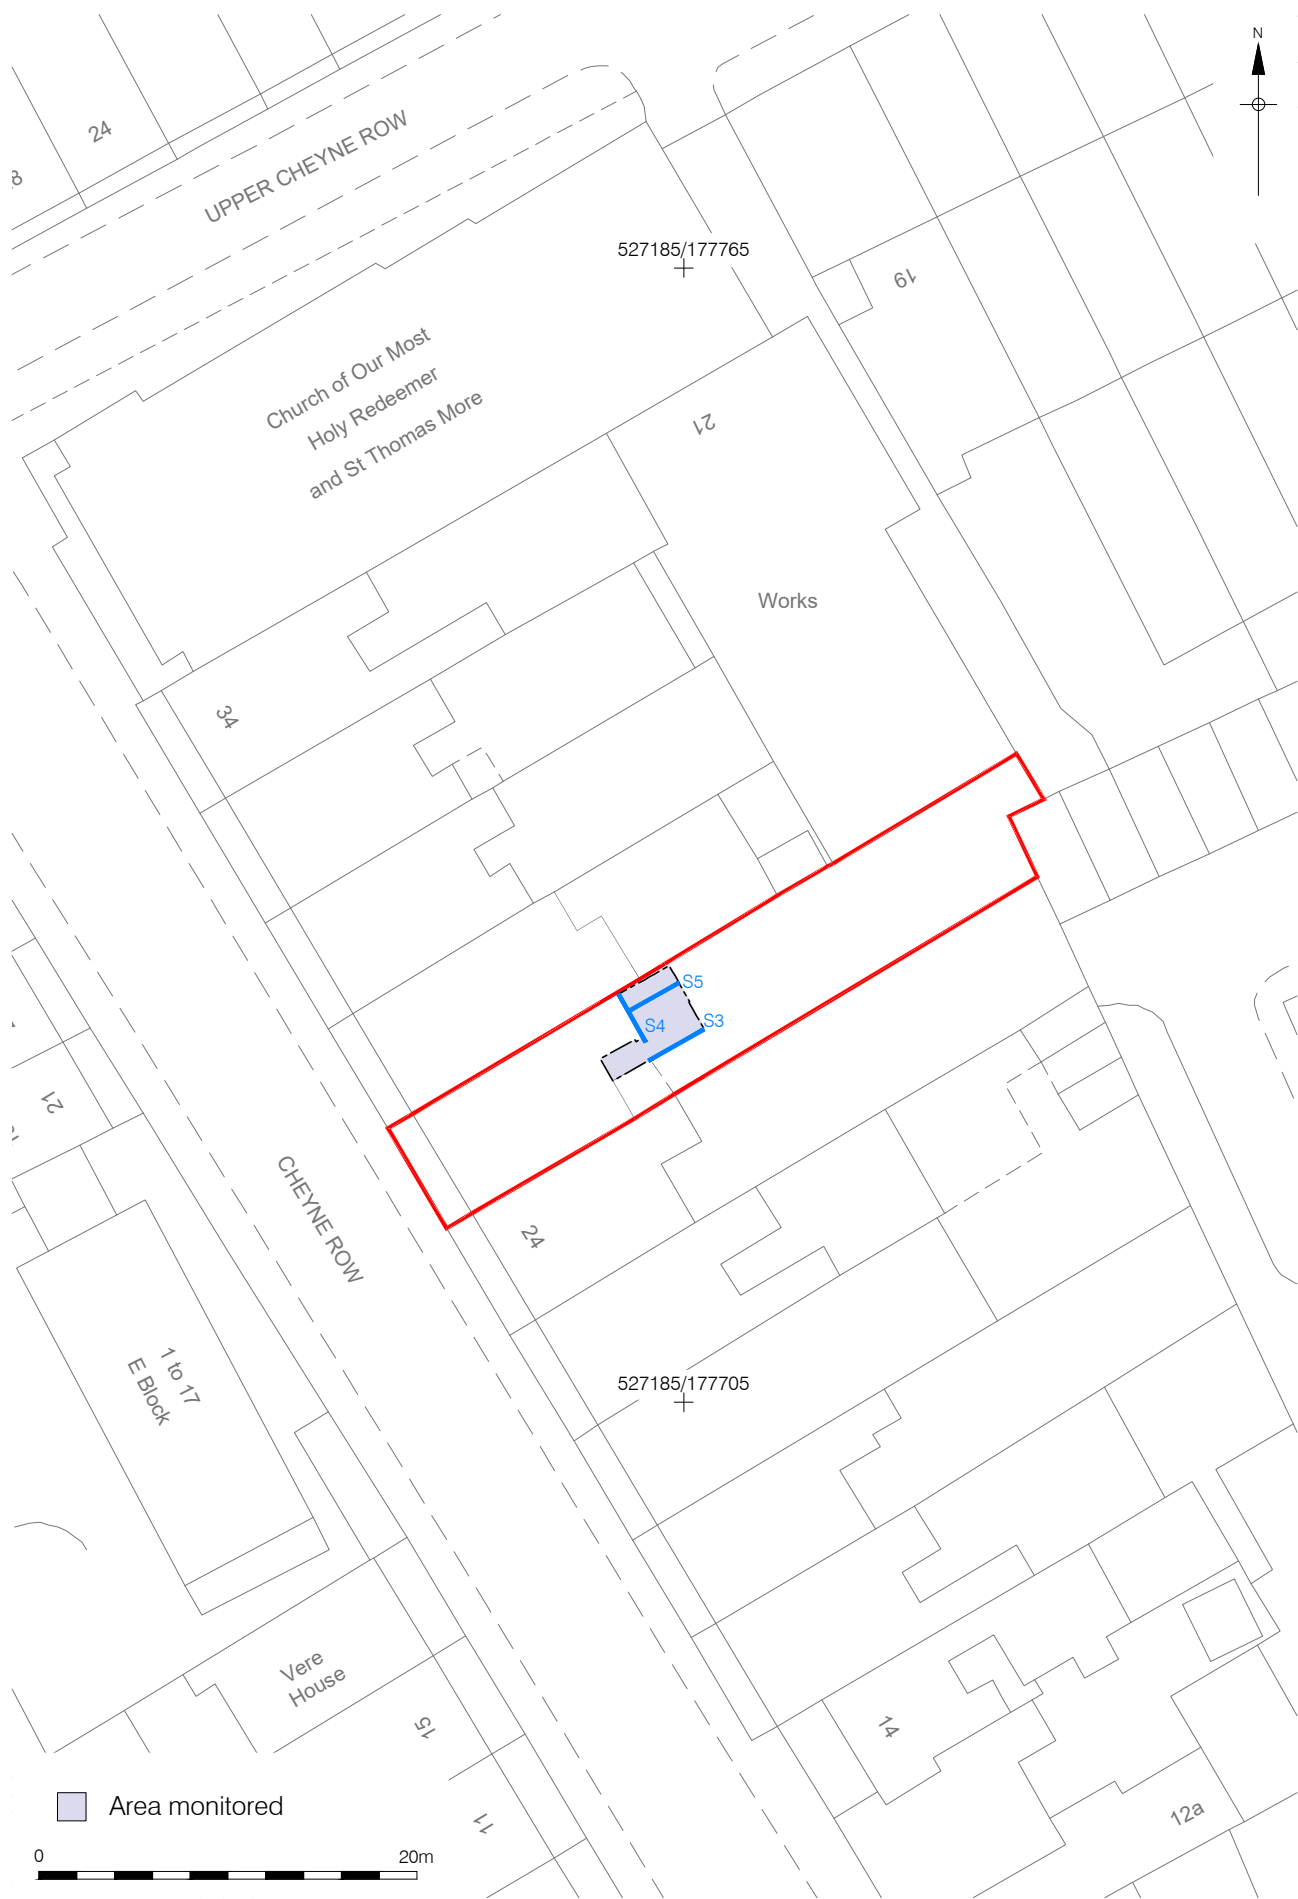 N
24
8
UPPER CHEYNE ROW
527185/177765
19
Church of Our Most
Holy Redeemer
and St Thomas More
21
Works
34
S5
S4
S3
21
CHEYNE ROW
24
1 to 17
E Block
527185/177705
Vere
House
15
14
11
12a
Area monitored
0
20m